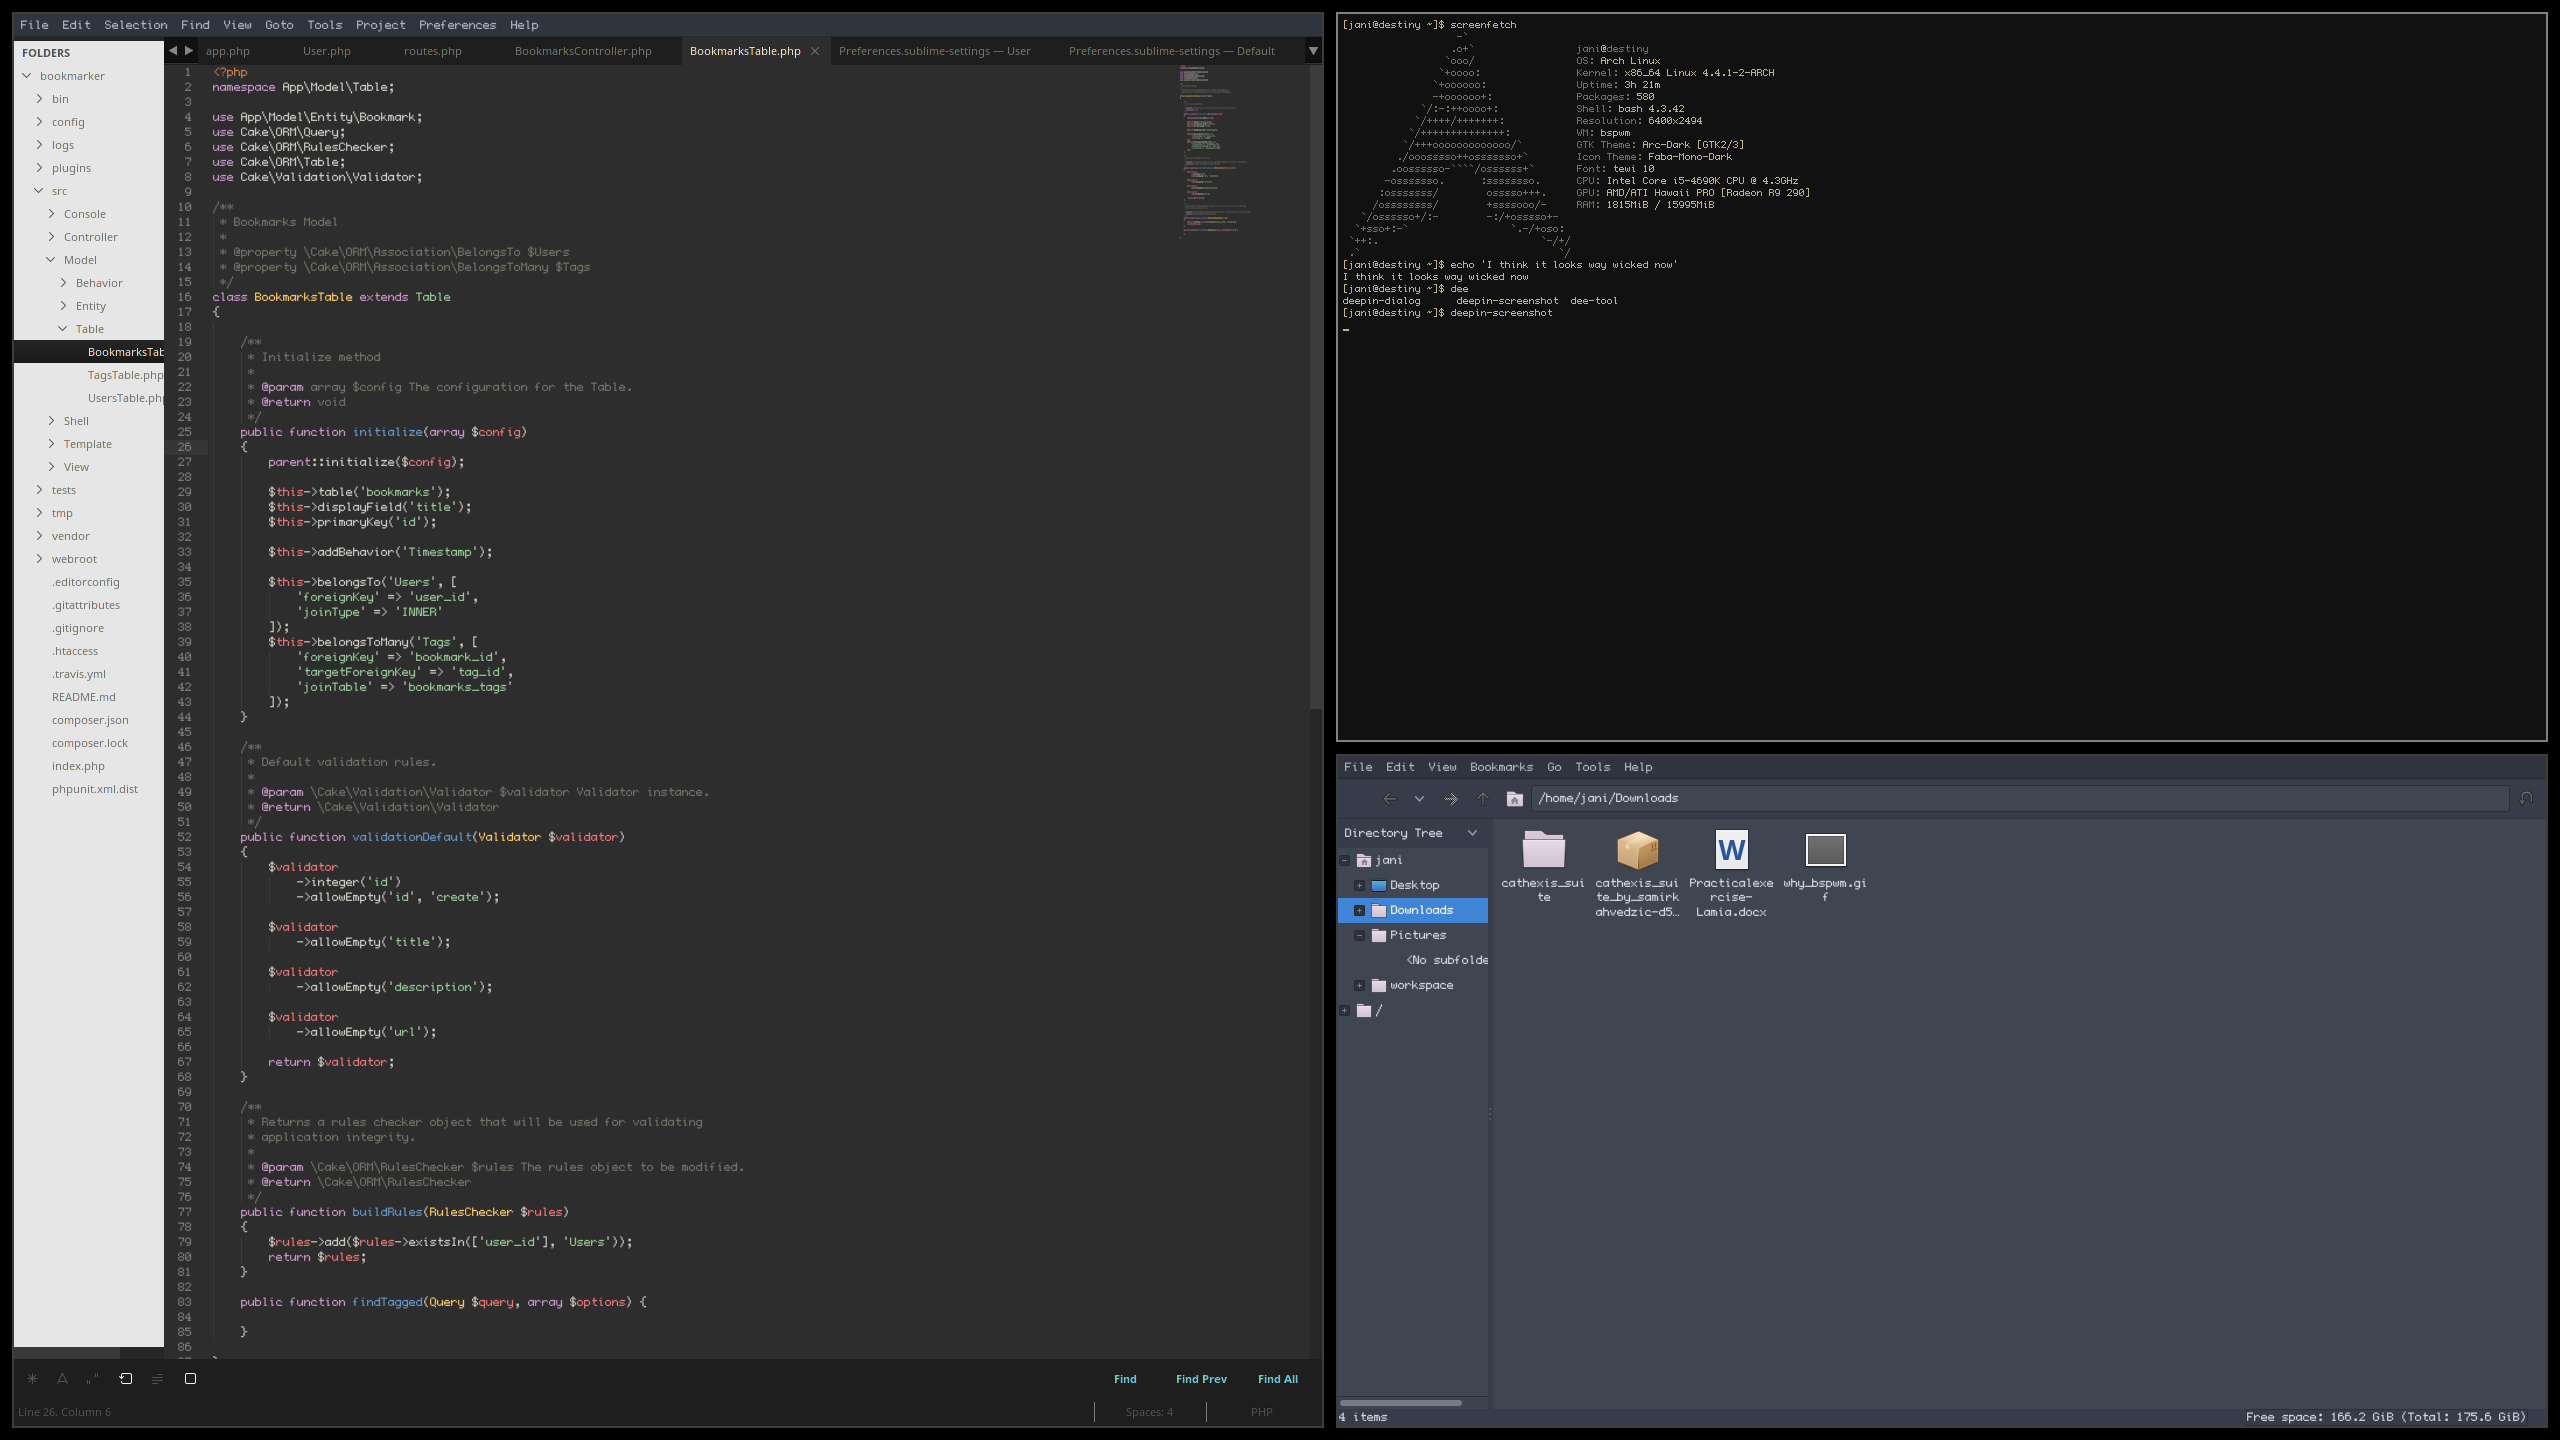 File Edit Selection Find View Goto Tools Project Preferences Help
FOLDERS
bookmarker
bin
config
logs
plugins
src
Console
Controller
Model
Behavior
Entity
Table
BookmarksTab
TagsTable.php
UsersTable.php
Shell
Template
View
tests
tmp
vendor
webroot
.editorconfig
.gitattributes
.gitignore
.htaccess
.travis.yml
README.md
composer.json
composer.lock
index.php
phpunit.xml.dist
app.php User.php routes.php BookmarksController.php BookmarksTable.php Preferences.sublime-settings — User Preferences.sublime-settings — Default
1 <?php
2 namespace App\Model\Table;
3
4 use App\Model\Entity\Bookmark;
5 use Cake\ORM\Query;
6 use Cake\ORM\RulesChecker;
7 use Cake\ORM\Table;
8 use Cake\Validation\Validator;
9
10 /**
11 * Bookmarks Model
12 *
13 * @property \Cake\ORM\Association\BelongsTo $Users
14 * @property \Cake\ORM\Association\BelongsToMany $Tags
15 */
16 class BookmarksTable extends Table
17 {
18
19 /**
20 * Initialize method
21 *
22 * @param array $config The configuration for the Table.
23 * @return void
24 */
25 public function initialize(array $config)
26 {
27 parent::initialize($config);
28
29 $this->table('bookmarks');
30 $this->displayField('title');
31 $this->primaryKey('id');
32
33 $this->addBehavior('Timestamp');
34
35 $this->belongsTo('Users', [
36 'foreignKey' => 'user_id',
37 'joinType' => 'INNER'
38 ]);
39 $this->belongsToMany('Tags', [
40 'foreignKey' => 'bookmark_id',
41 'targetForeignKey' => 'tag_id',
42 'joinTable' => 'bookmarks_tags'
43 ]);
44 }
45
46 /**
47 * Default validation rules.
48 *
49 * @param \Cake\Validation\Validator $validator Validator instance.
50 * @return \Cake\Validation\Validator
51 */
52 public function validationDefault(Validator $validator)
53 {
54 $validator
55 ->integer('id')
56 ->allowEmpty('id', 'create');
57
58 $validator
59 ->allowEmpty('title');
60
61 $validator
62 ->allowEmpty('description');
63
64 $validator
65 ->allowEmpty('url');
66
67 return $validator;
68 }
69
70 /**
71 * Returns a rules checker object that will be used for validating
72 * application integrity.
73 *
74 * @param \Cake\ORM\RulesChecker $rules The rules object to be modified.
75 * @return \Cake\ORM\RulesChecker
76 */
77 public function buildRules(RulesChecker $rules)
78 {
79 $rules->add($rules->existsIn(['user_id'], 'Users'));
80 return $rules;
81 }
82
83 public function findTagged(Query $query, array $options) {
84
85 }
86
Find Find Prev Find All
Line 26, Column 6 Spaces: 4 PHP
[jani@destiny ~]$ screenfetch
jani@destiny
OS: Arch Linux
Kernel: x86_64 Linux 4.4.1-2-ARCH
Uptime: 3h 21m
Packages: 580
Shell: bash 4.3.42
Resolution: 6400x2494
WM: bspwm
GTK Theme: Arc-Dark [GTK2/3]
Icon Theme: Faba-Mono-Dark
Font: tewi 10
CPU: Intel Core i5-4690K CPU @ 4.3GHz
GPU: AMD/ATI Hawaii PRO [Radeon R9 290]
RAM: 1815MiB / 15995MiB
[jani@destiny ~]$ echo 'I think it looks way wicked now'
I think it looks way wicked now
[jani@destiny ~]$ dee
deepin-dialog deepin-screenshot dee-tool
[jani@destiny ~]$ deepin-screenshot
File Edit View Bookmarks Go Tools Help
/home/jani/Downloads
Directory Tree
jani
Desktop
Downloads
Pictures
<No subfolde
workspace
/
cathexis_sui
te
cathexis_sui
te_by_samirk
ahvedzic-d5…
W
Practicalexe
rcise-
Lamia.docx
why_bspwm.gi
f
4 items
Free space: 166.2 GiB (Total: 175.6 GiB)